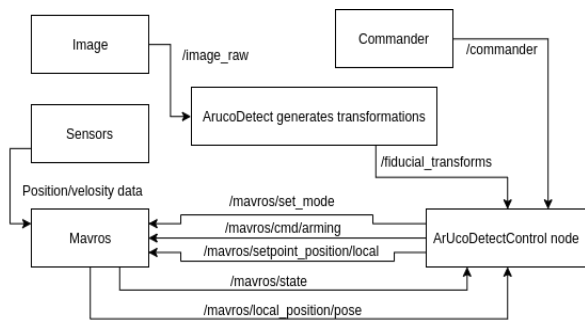 Image
Commander
/image_raw
/commander
ArucoDetect generates transformations
Sensors
/fiducial_transforms
Position/velosity data
/mavros/set_mode
/mavros/cmd/arming
Mavros
ArUcoDetectControl node
/mavros/setpoint_position/local
/mavros/state
/mavros/local_position/pose